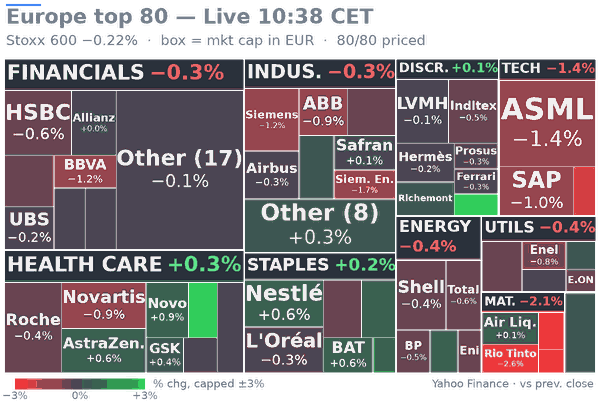 Europe top 80 — Live 10:38 CET
Stoxx 600 −0.22% · box = mkt cap in EUR · 80/80 priced
FINANCIALS −0.3%
HSBC
−0.6%
Allianz
+0.0%
Other (17)
−0.1%
BBVA
−1.2%
UBS
−0.2%
INDUS. −0.3%
Siemens
−1.2%
ABB
−0.9%
Airbus
−0.3%
Safran
+0.1%
Siem. En.
−1.7%
Other (8)
+0.3%
DISCR. +0.1%
LVMH
−0.1%
Inditex
−0.5%
Hermès
−0.2%
Prosus
−0.3%
Ferrari
−0.3%
Richemont
TECH −1.4%
ASML
−1.4%
SAP
−1.0%
HEALTH CARE +0.3%
Roche
−0.4%
Novartis
−0.9%
AstraZen.
+0.6%
Novo
+0.9%
GSK
+0.4%
STAPLES +0.2%
Nestlé
+0.6%
L'Oréal
−0.3%
BAT
+0.6%
ENERGY
−0.4%
Shell
−0.4%
Total
−0.6%
BP
−0.5%
Eni
UTILS −0.4%
Enel
−0.8%
E.ON
MAT. −2.1%
Air Liq.
+0.1%
Rio Tinto
−2.6%
−3% 0% +3%
% chg, capped ±3%
Yahoo Finance · vs prev. close